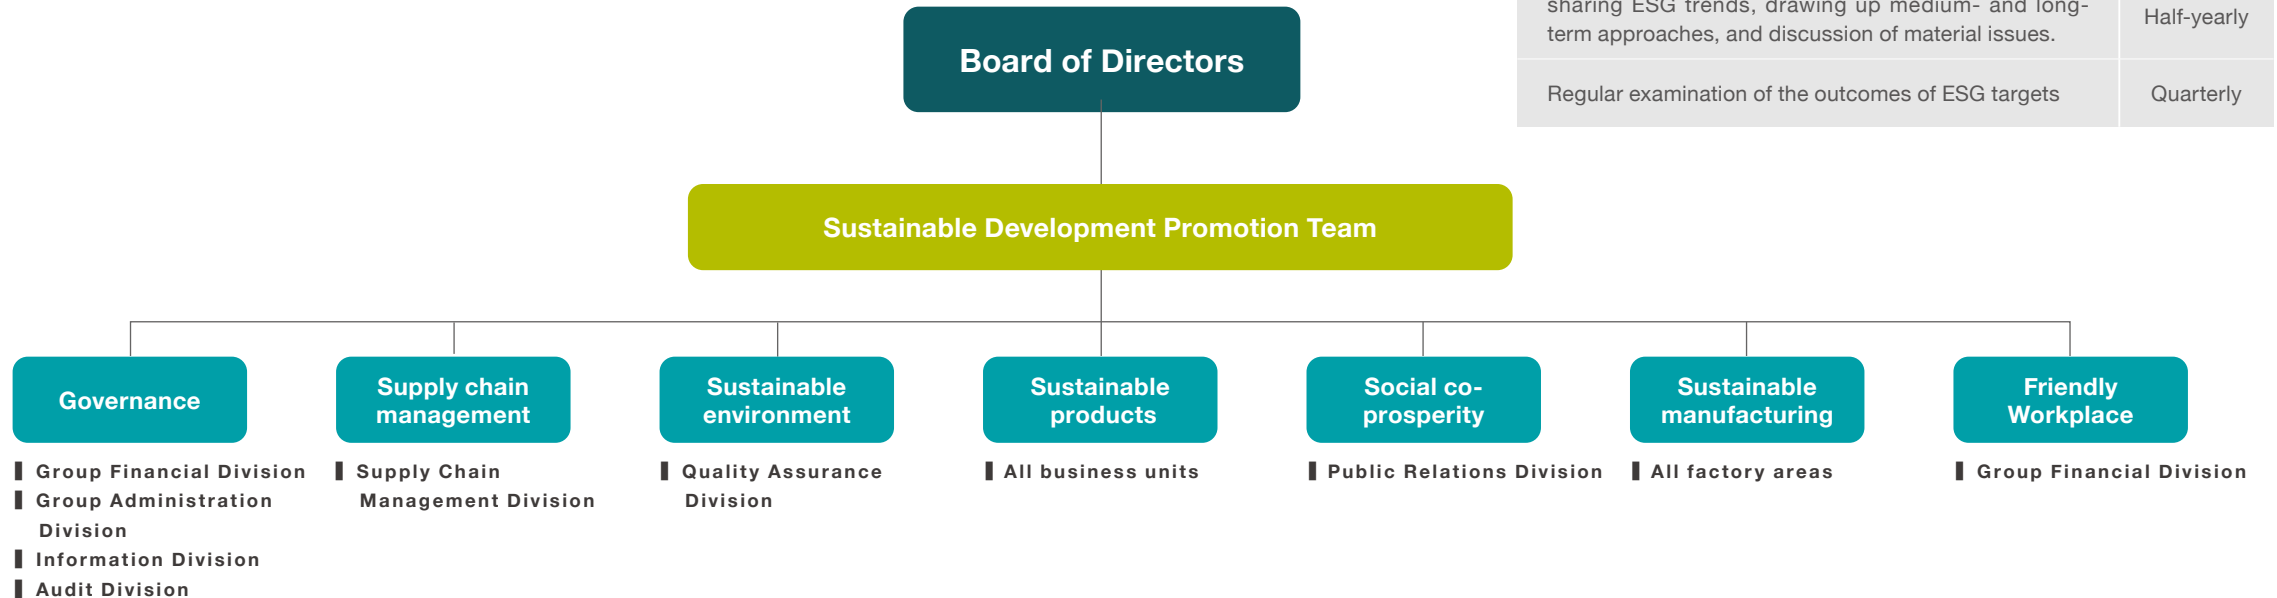 sharing ESG trends, drawing up medium- and long-
term approaches, and discussion of material issues.
Half-yearly
Regular examination of the outcomes of ESG targets
Quarterly
Board of Directors
Sustainable Development Promotion Team
Governance
Group Financial Division
Group Administration
Division
Information Division
Audit Division
Supply chain
management
Supply Chain
Management Division
Sustainable
environment
Quality Assurance
Division
Sustainable
products
All business units
Social co-
prosperity
Public Relations Division
Sustainable
manufacturing
All factory areas
Friendly
Workplace
Group Financial Division